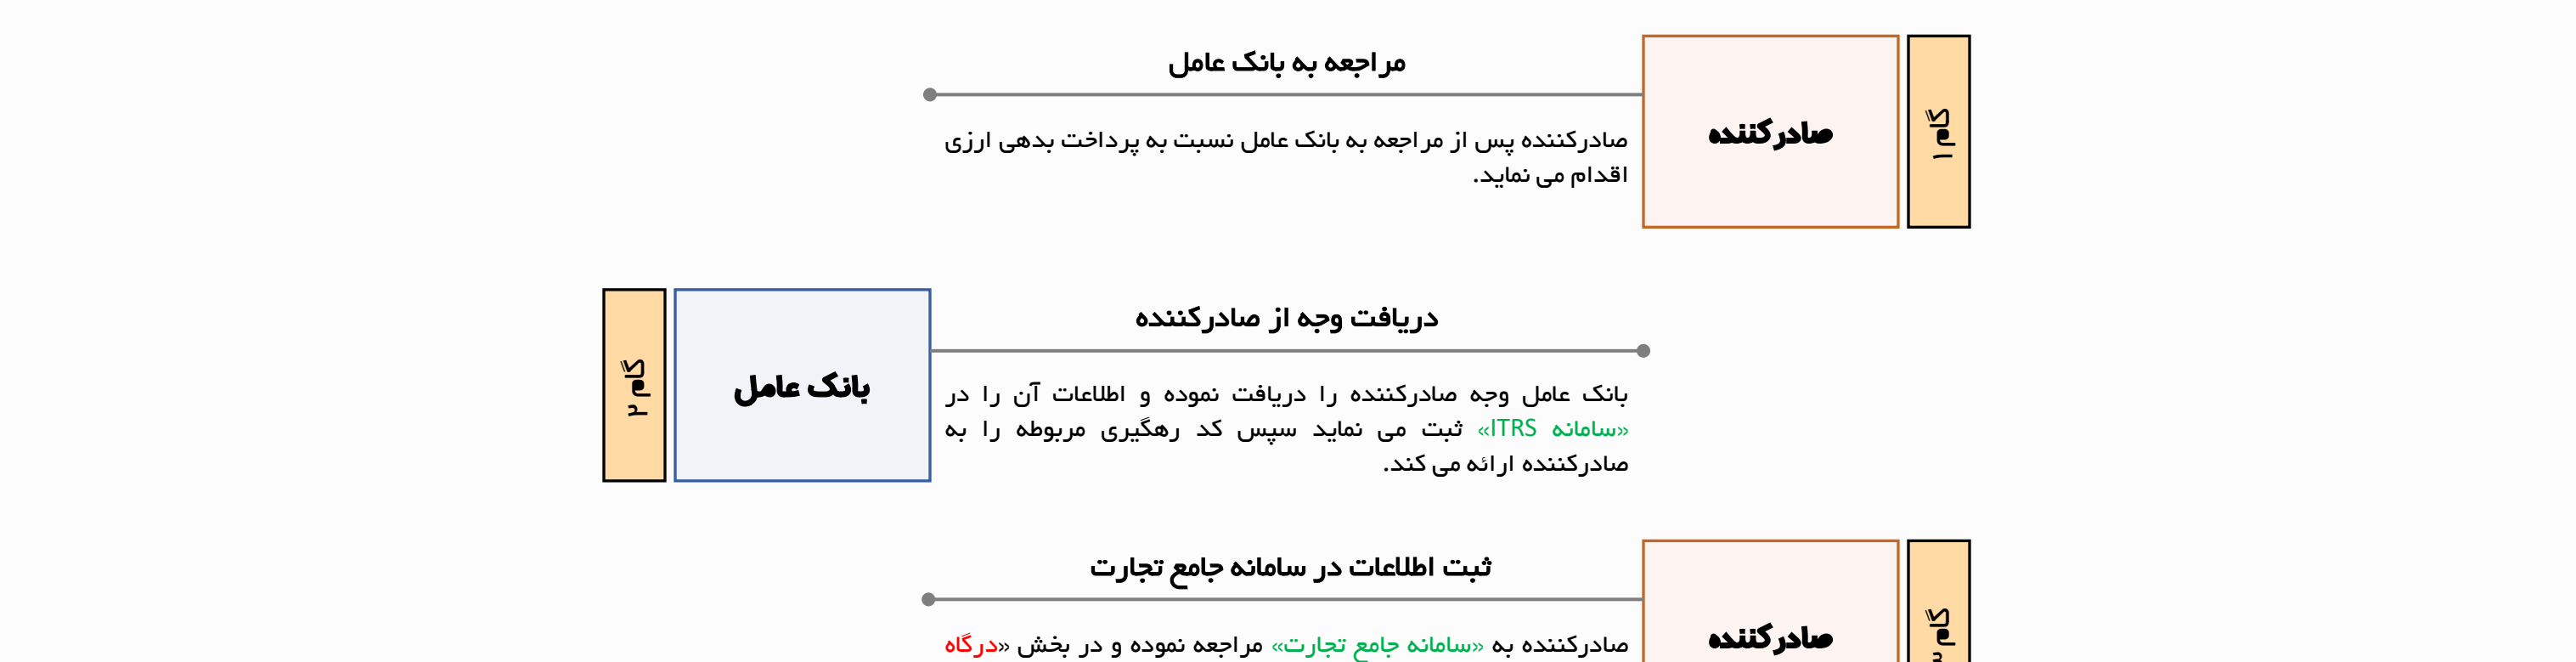 گام ۱
صادرکننده
مراجعه به بانک عامل
صادرکننده پس از مراجعه به بانک عامل نسبت به پرداخت بدهی ارزی
اقدام می نماید.
گام ۲
بانک عامل
دریافت وجه از صادرکننده
بانک عامل وجه صادرکننده را دریافت نموده و اطلاعات آن را در
«سامانه ITRS» ثبت می نماید سپس کد رهگیری مربوطه را به
صادرکننده ارائه می کند.
گام ۳
صادرکننده
ثبت اطلاعات در سامانه جامع تجارت
صادرکننده به «سامانه جامع تجارت» مراجعه نموده و در بخش «درگاه